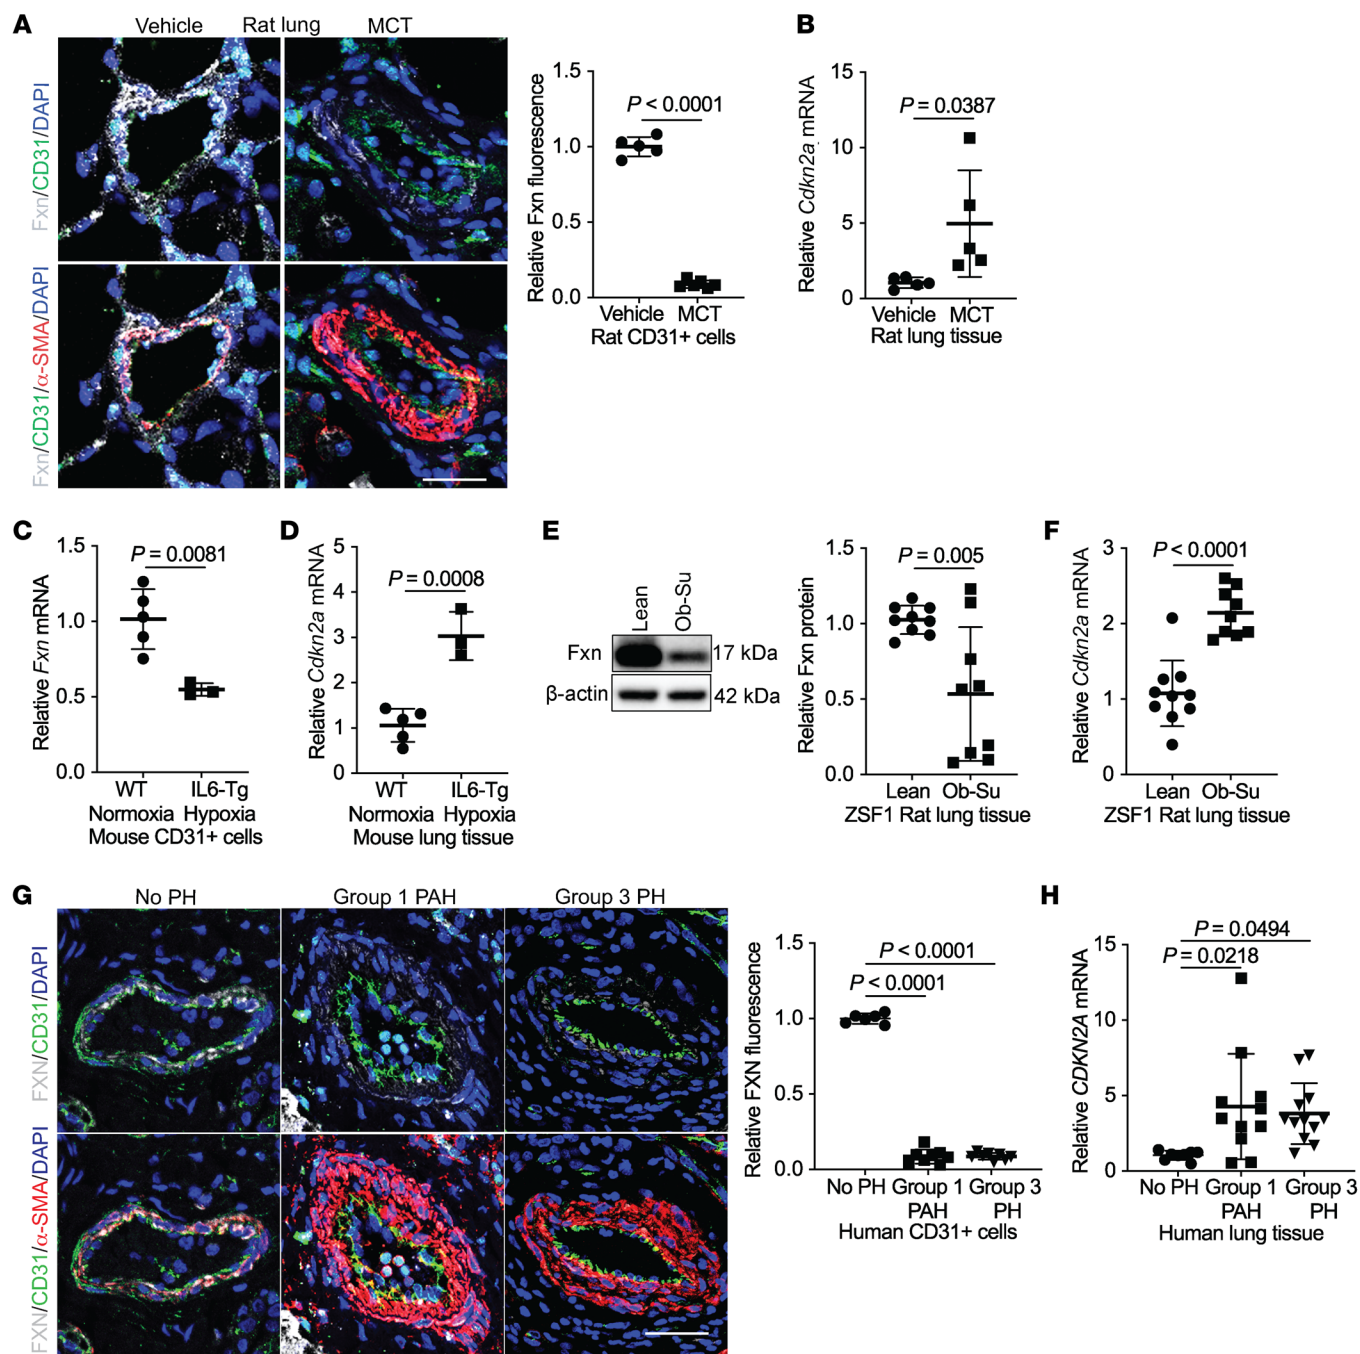 A
Vehicle Rat lung MCT
Fxn/CD31/DAPI
Fxn/CD31/α-SMA/DAPI
Relative Fxn fluorescence
1.5
1.0
0.5
0.0
P < 0.0001
Vehicle MCT
Rat CD31+ cells
B
Relative Cdkn2a mRNA
15
10
5
0
P = 0.0387
Vehicle MCT
Rat lung tissue
C
Relative Fxn mRNA
1.5
1.0
0.5
0.0
P = 0.0081
WT IL6-Tg
Normoxia Hypoxia
Mouse CD31+ cells
D
Relative Cdkn2a mRNA
5
4
3
2
1
0
P = 0.0008
WT IL6-Tg
Normoxia Hypoxia
Mouse lung tissue
E
Lean Ob-Su
Fxn 17 kDa
β-actin 42 kDa
Relative Fxn protein
1.5
1.0
0.5
0.0
P = 0.005
Lean Ob-Su
ZSF1 Rat lung tissue
F
Relative Cdkn2a mRNA
3
2
1
0
P < 0.0001
Lean Ob-Su
ZSF1 Rat lung tissue
G
No PH Group 1 PAH Group 3 PH
FXN/CD31/DAPI
FXN/CD31/α-SMA/DAPI
Relative FXN fluorescence
1.5
1.0
0.5
0.0
P < 0.0001
P < 0.0001
No PH Group 1 Group 3
PAH PH
Human CD31+ cells
H
Relative CDKN2A mRNA
15
10
5
0
P = 0.0494
P = 0.0218
No PH Group 1 Group 3
PAH PH
Human lung tissue